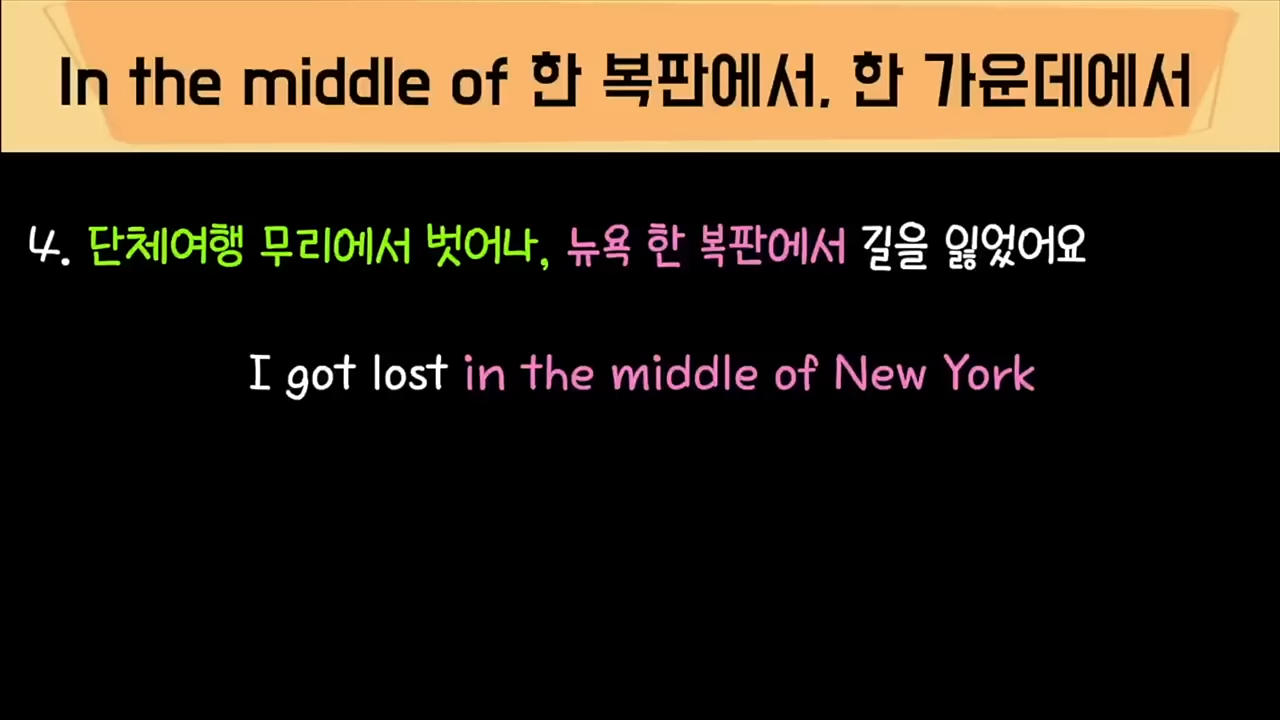 In the middle of 한 복판에서, 한 가운데에서
4. 단체여행 무리에서 벗어나, 뉴욕 한 복판에서 길을 잃었어요
I got lost in the middle of New York